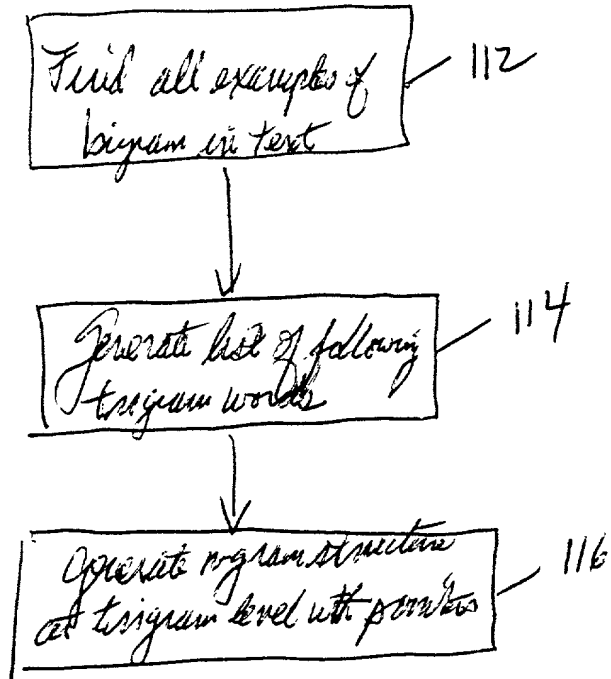 Find all examples of
bigram in text
112
Generate list of following
trigram words
114
Generate ngram structure
at trigram level with pointers
116